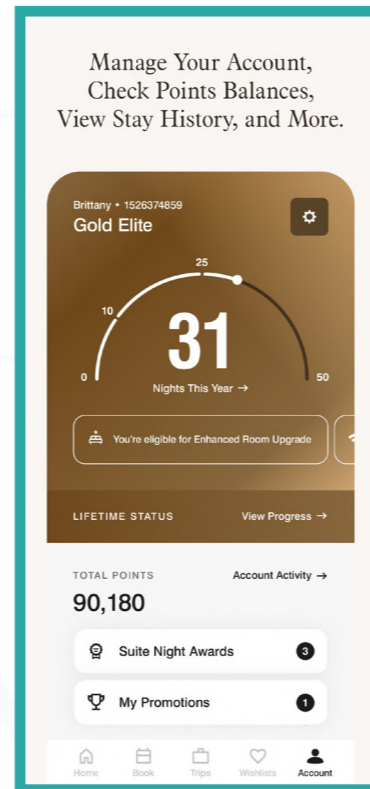 Manage Your Account,
Check Points Balances,
View Stay History, and More.
Brittany • 1526374859
Gold Elite
25
10
31
0
50
Nights This Year →
You're eligible for Enhanced Room Upgrade
LIFETIME STATUS
View Progress →
TOTAL POINTS
Account Activity →
90,180
Suite Night Awards
3
My Promotions
1
Home
Book
Trips
Wishlists
Account